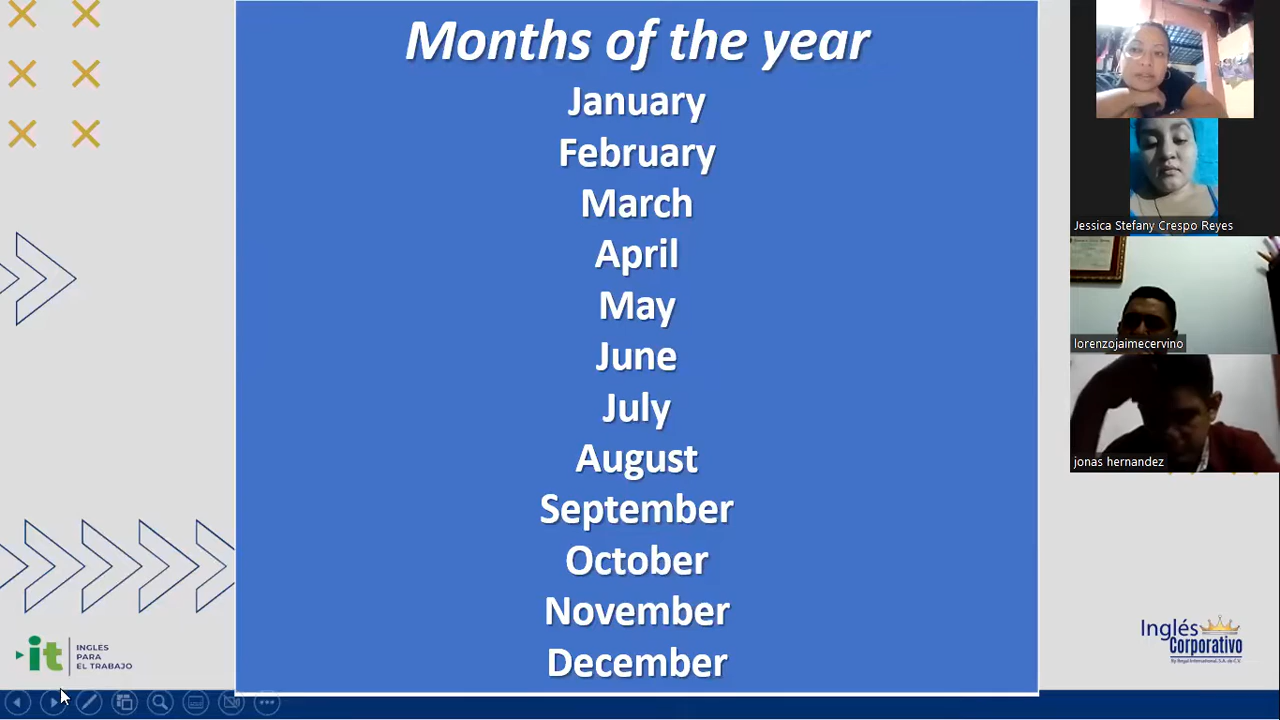 Months of the year
January
February
March
April
May
June
July
August
September
October
November
December
Jessica Stefany Crespo Reyes
lorenzojaimecervino
jonas hernandez
it
INGLES
PARA
EL TRABAJO
Inglés
Corporativo